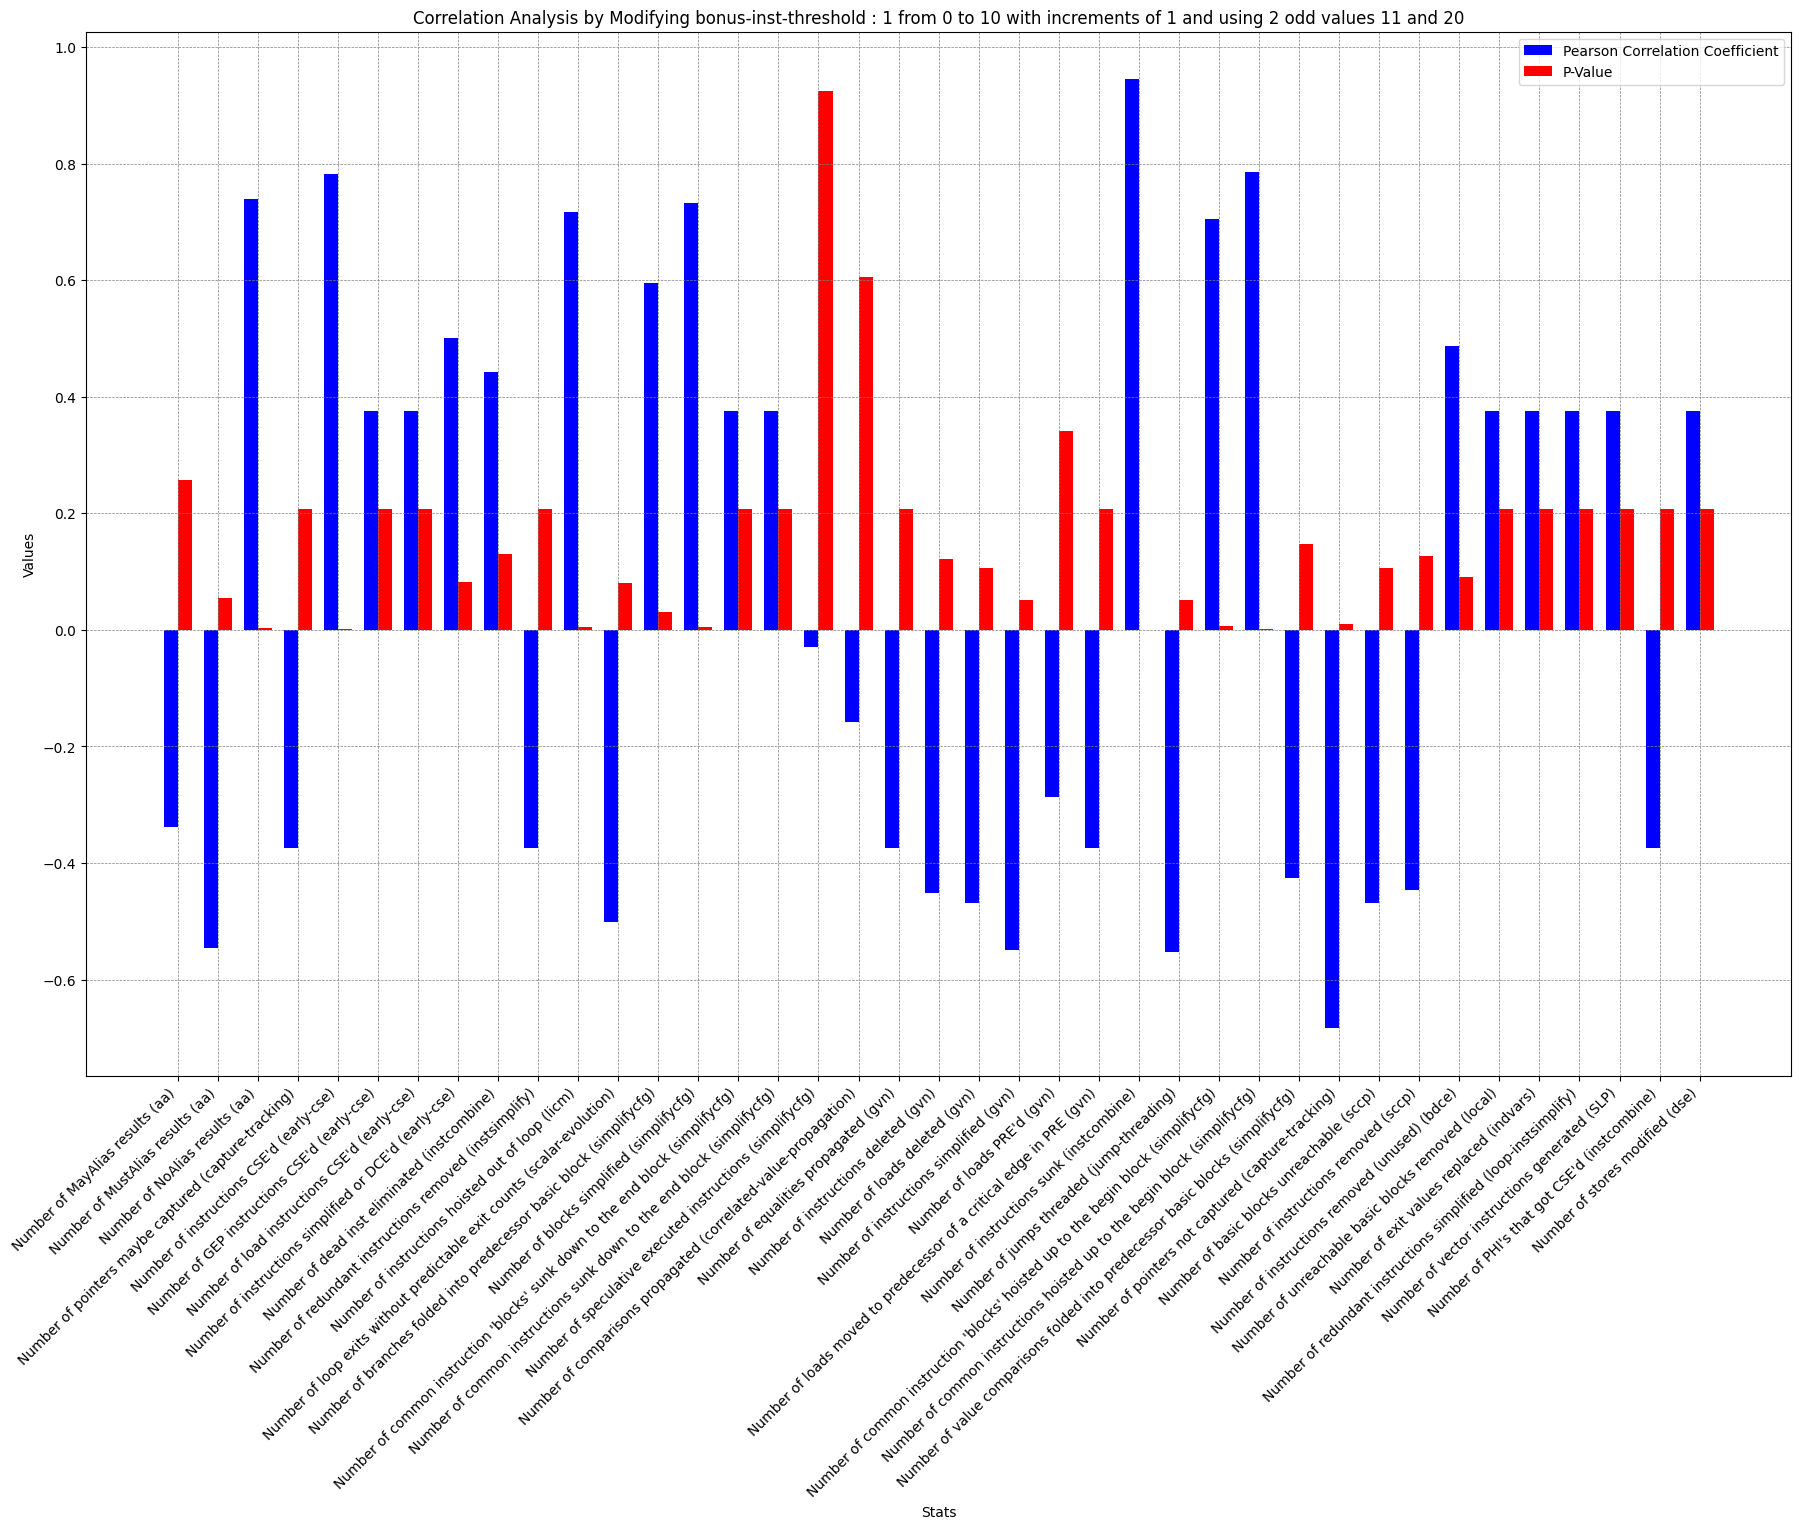 Correlation Analysis by Modifying bonus-inst-threshold : 1 from 0 to 10 with increments of 1 and using 2 odd values 11 and 20
Pearson Correlation Coefficient
P-Value
Values
1.0
0.8
0.6
0.4
0.2
0.0
−0.2
−0.4
−0.6
Number of MayAlias results (aa)
Number of MustAlias results (aa)
Number of NoAlias results (aa)
Number of pointers maybe captured (capture-tracking)
Number of instructions CSE'd (early-cse)
Number of GEP instructions CSE'd (early-cse)
Number of load instructions CSE'd (early-cse)
Number of instructions simplified or DCE'd (early-cse)
Number of dead inst eliminated (instcombine)
Number of redundant instructions removed (instsimplify)
Number of instructions hoisted out of loop (licm)
Number of loop exits without predictable exit counts (scalar-evolution)
Number of branches folded into predecessor basic block (simplifycfg)
Number of blocks simplified (simplifycfg)
Number of common instruction 'blocks' sunk down to the end block (simplifycfg)
Number of common instructions sunk down to the end block (simplifycfg)
Number of speculative executed instructions (simplifycfg)
Number of comparisons propagated (correlated-value-propagation)
Number of equalities propagated (gvn)
Number of instructions deleted (gvn)
Number of loads deleted (gvn)
Number of instructions simplified (gvn)
Number of loads PRE'd (gvn)
Number of loads moved to predecessor of a critical edge in PRE (gvn)
Number of instructions sunk (instcombine)
Number of jumps threaded (jump-threading)
Number of common instruction 'blocks' hoisted up to the begin block (simplifycfg)
Number of common instructions hoisted up to the begin block (simplifycfg)
Number of value comparisons folded into predecessor basic blocks (simplifycfg)
Number of pointers not captured (capture-tracking)
Number of basic blocks unreachable (sccp)
Number of instructions removed (sccp)
Number of instructions removed (unused) (bdce)
Number of unreachable basic blocks removed (local)
Number of exit values replaced (indvars)
Number of redundant instructions simplified (loop-instsimplify)
Number of vector instructions generated (SLP)
Number of PHI's that got CSE'd (instcombine)
Number of stores modified (dse)
Stats